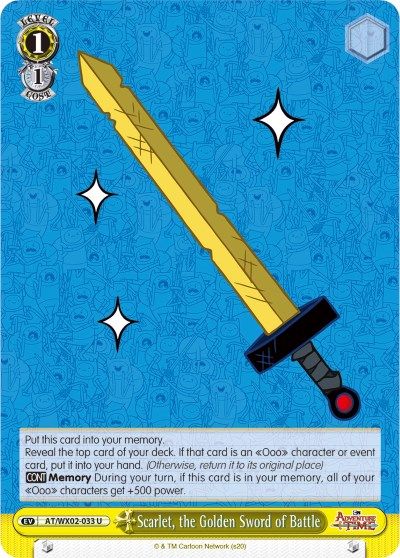 LEVEL
1
1
COST
Put this card into your memory.
Reveal the top card of your deck. If that card is an «Ooo» character or event
card, put it into your hand. (Otherwise, return it to its original place)
CONT Memory During your turn, if this card is in your memory, all of your
«Ooo» characters get +500 power.
EV AT/WX02-033 U Scarlet, the Golden Sword of Battle
ADVENTURE TIME
© & TM Cartoon Network (s20)